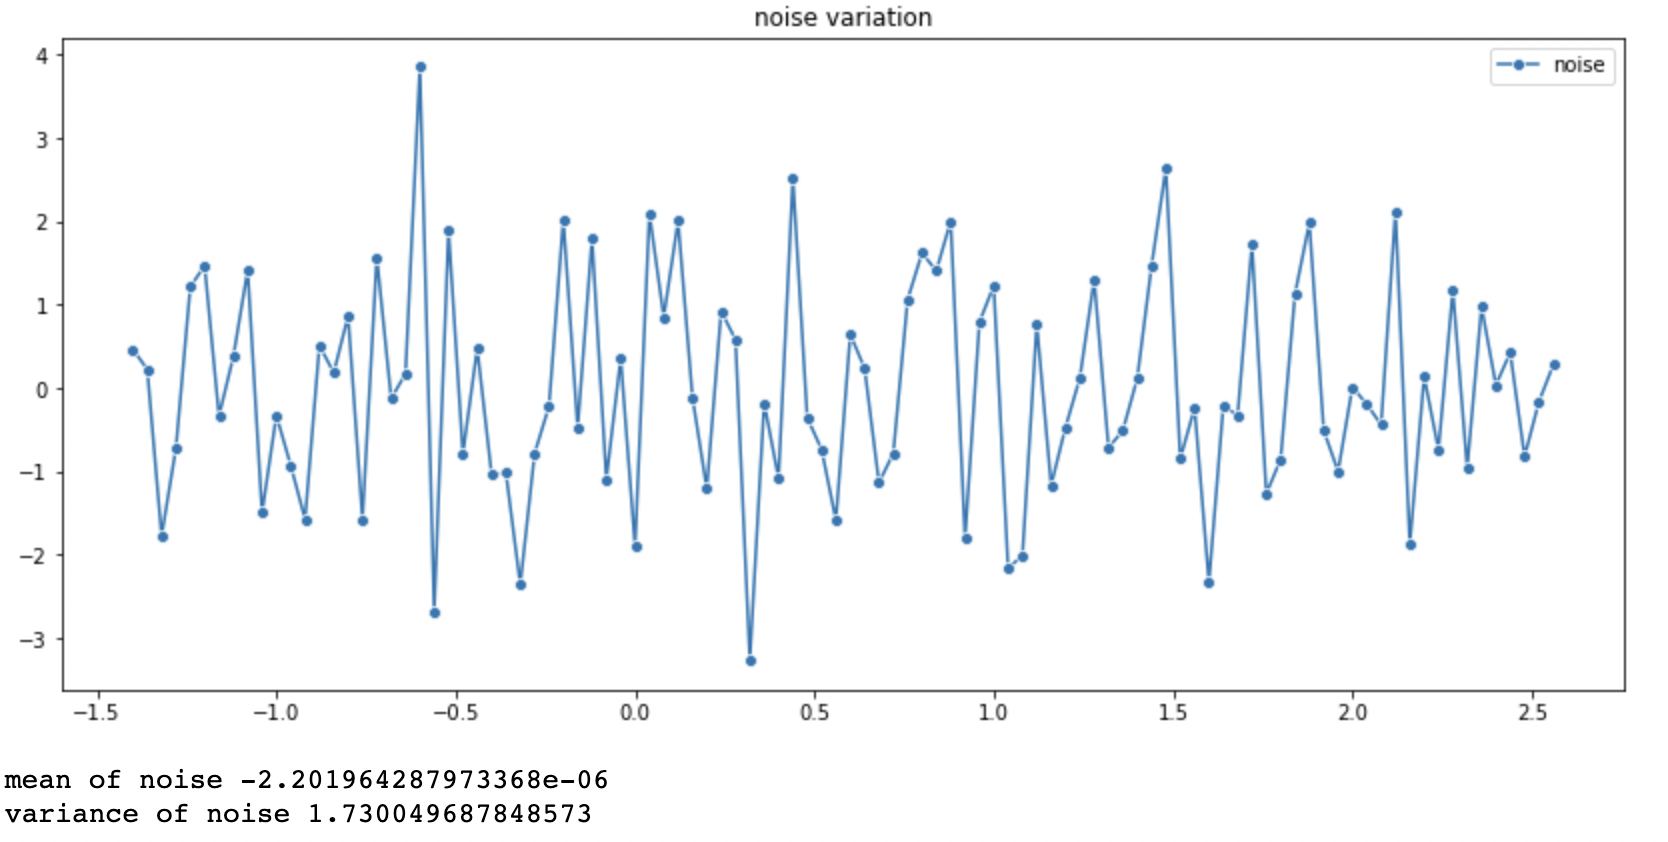 noise variation
noise
4
3
2
1
0
−1
−2
−3
−1.5 −1.0 −0.5 0.0 0.5 1.0 1.5 2.0 2.5
mean of noise -2.201964287973368e-06
variance of noise 1.730049687848573